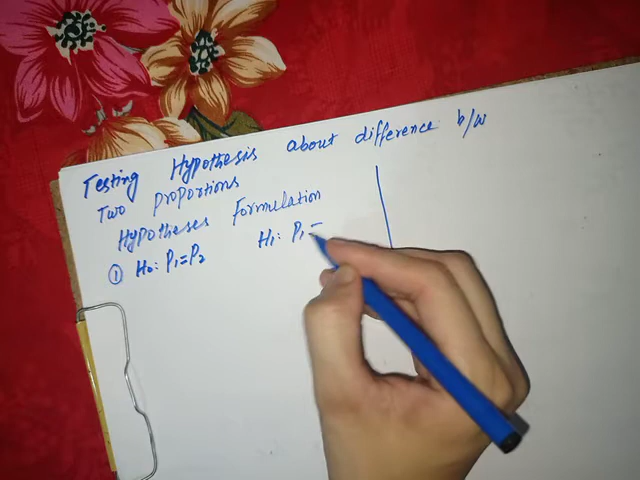 Testing Hypothesis about difference b/w
Two proportions
Hypotheses Formulation
① H₀: P₁=P₂ H₁: P₁=